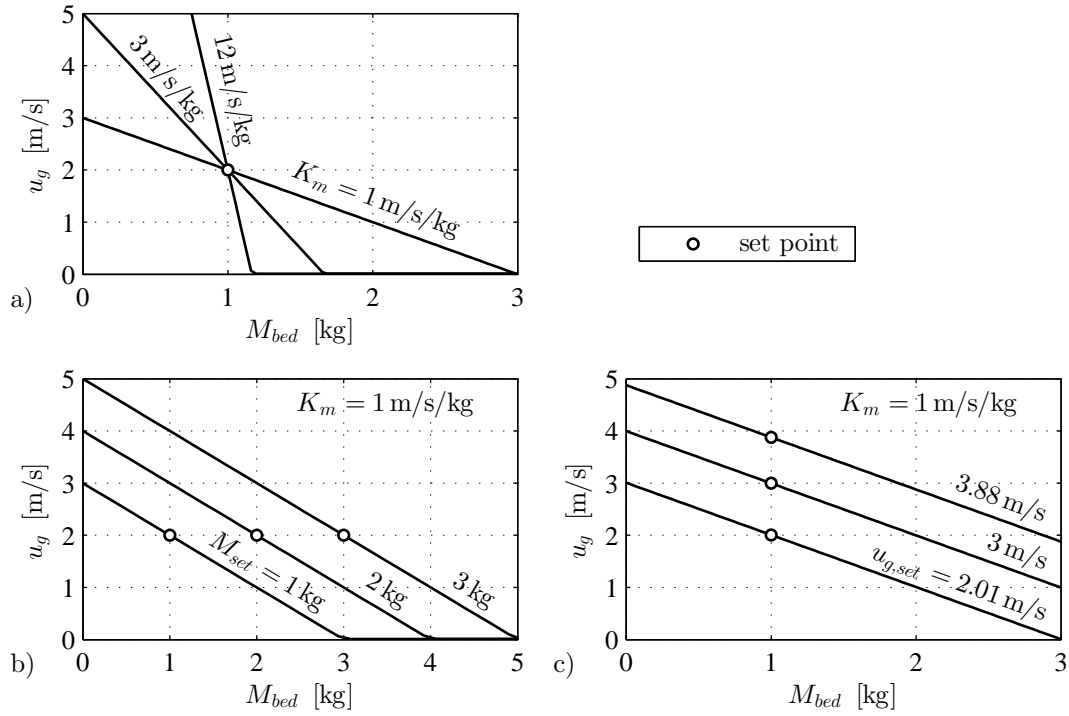 5
4
3
2
1
0
u_g [m/s]
3 m/s/kg
12 m/s/kg
K_m = 1 m/s/kg
0 1 2 3
a)
M_bed [kg]
set point
5
4
3
2
1
0
u_g [m/s]
K_m = 1 m/s/kg
M_set = 1 kg
2 kg
3 kg
0 1 2 3 4 5
b)
M_bed [kg]
5
4
3
2
1
0
u_g [m/s]
K_m = 1 m/s/kg
3.88 m/s
3 m/s
u_g,set = 2.01 m/s
0 1 2 3
c)
M_bed [kg]